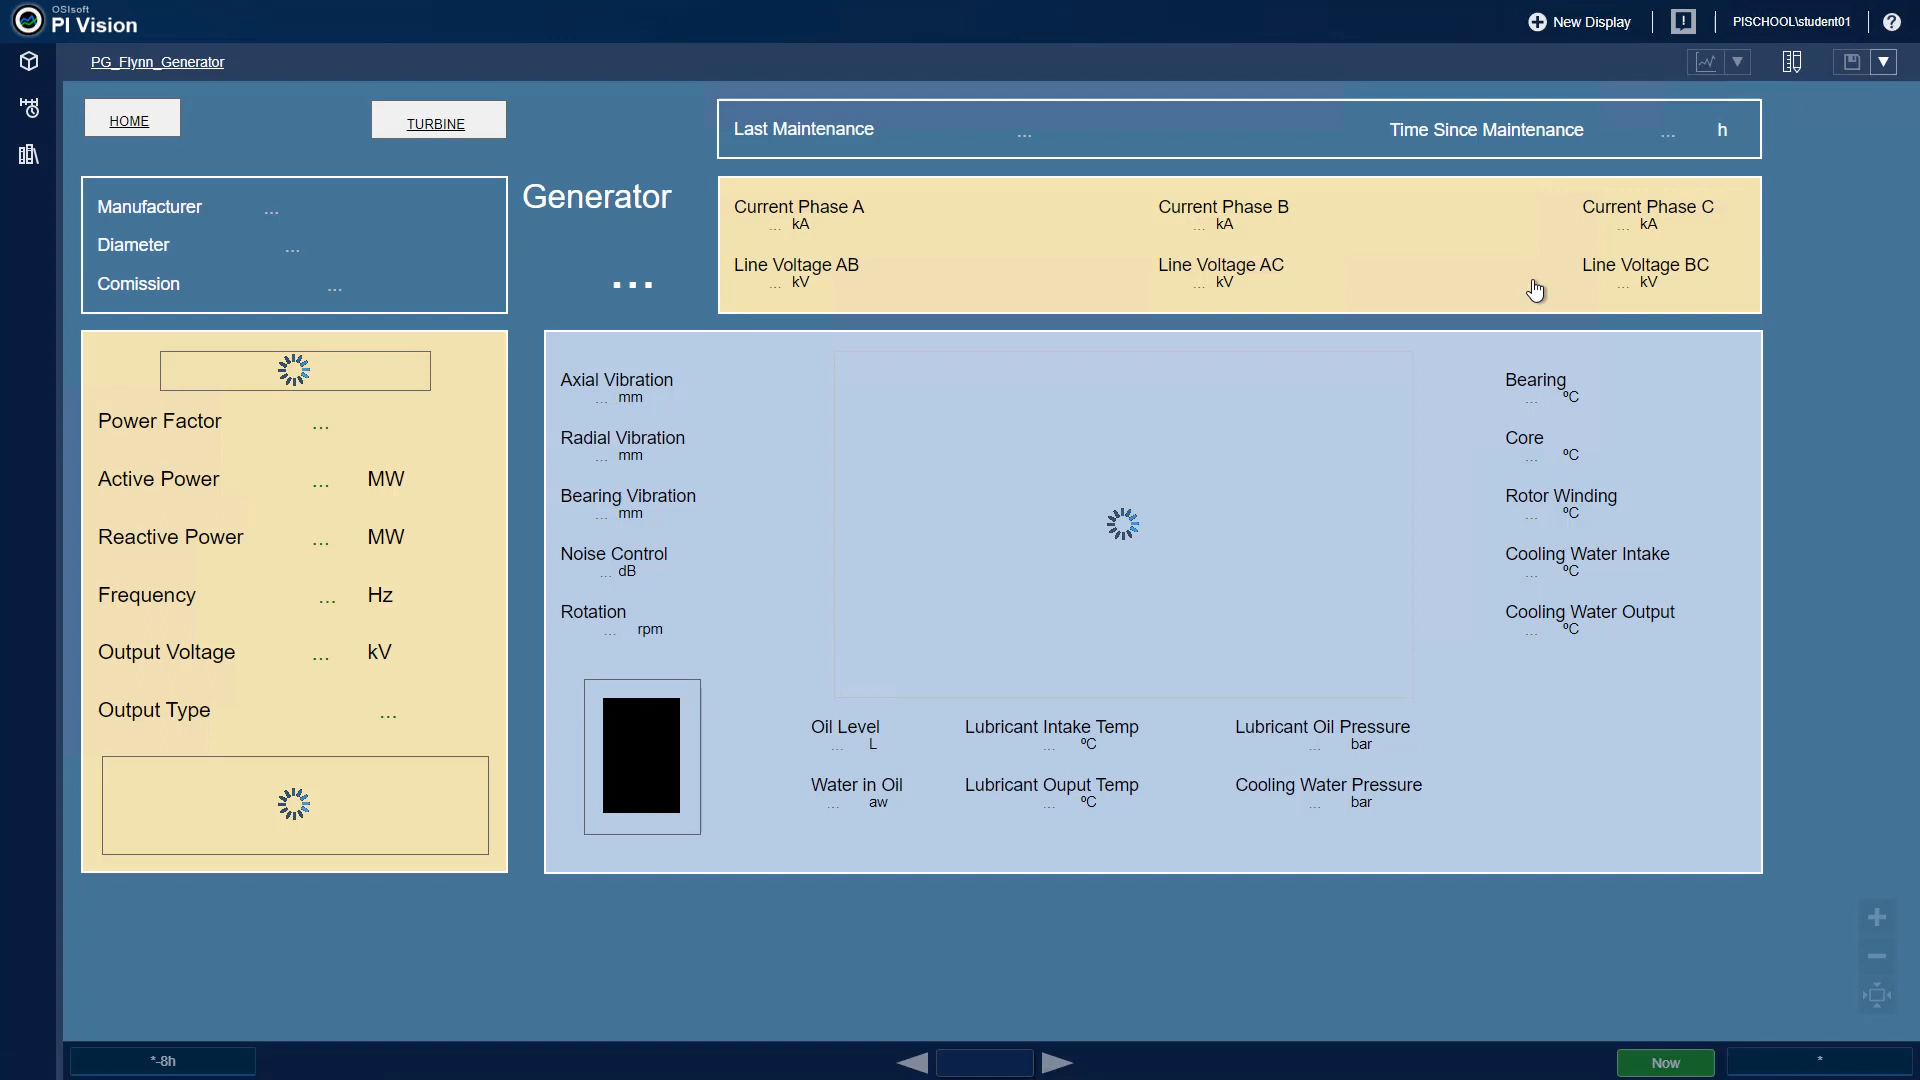 OSIsoft
PI Vision
New Display
PISCHOOL\student01
PG_Flynn_Generator
HOME
TURBINE
Last Maintenance ...
Time Since Maintenance ... h
Manufacturer ...
Diameter ...
Comission ...
Generator
...
Current Phase A
... kA
Current Phase B
... kA
Current Phase C
... kA
Line Voltage AB
... kV
Line Voltage AC
... kV
Line Voltage BC
... kV
Power Factor ...
Active Power ... MW
Reactive Power ... MW
Frequency ... Hz
Output Voltage ... kV
Output Type ...
Axial Vibration
... mm
Radial Vibration
... mm
Bearing Vibration
... mm
Noise Control
... dB
Rotation
... rpm
Bearing
... ºC
Core
... ºC
Rotor Winding
... ºC
Cooling Water Intake
... ºC
Cooling Water Output
... ºC
Oil Level
... L
Lubricant Intake Temp
... ºC
Lubricant Oil Pressure
... bar
Water in Oil
... aw
Lubricant Ouput Temp
... ºC
Cooling Water Pressure
... bar
*-8h
Now
*